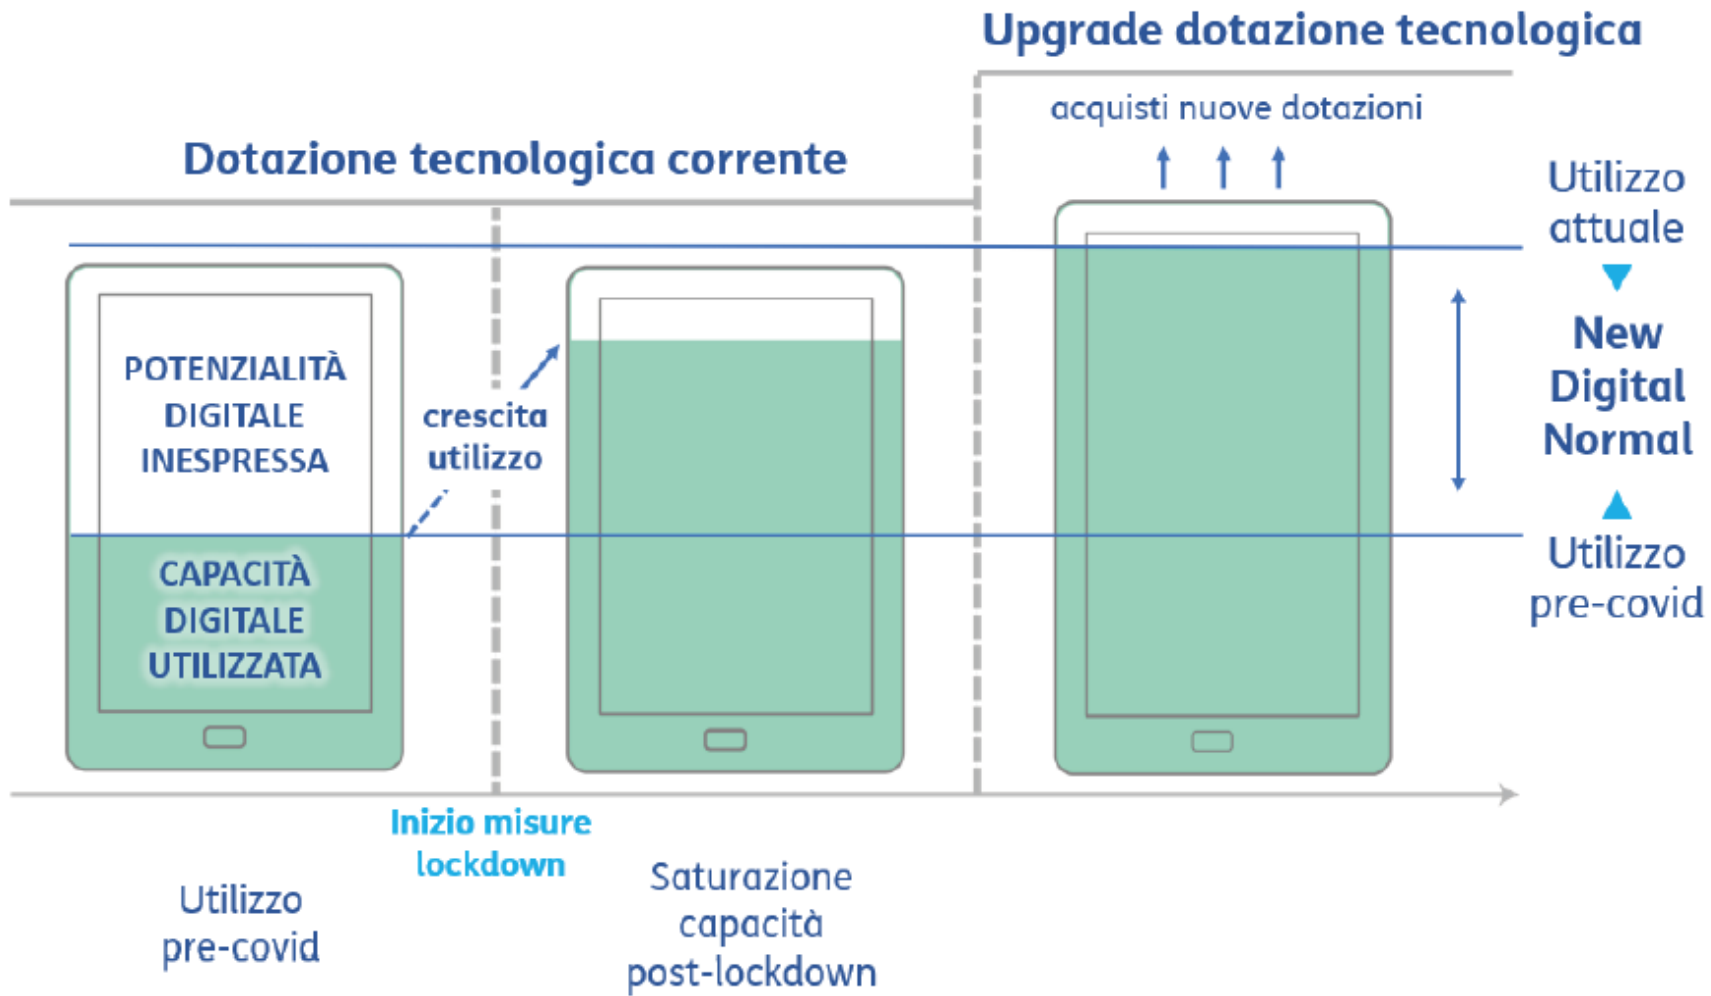 Upgrade dotazione tecnologica
acquisti nuove dotazioni
Dotazione tecnologica corrente
Utilizzo
attuale
New
Digital
Normal
Utilizzo
pre-covid
POTENZIALITÀ
DIGITALE
INESPRESSA
crescita
utilizzo
CAPACITÀ
DIGITALE
UTILIZZATA
Inizio misure
lockdown
Utilizzo
pre-covid
Saturazione
capacità
post-lockdown